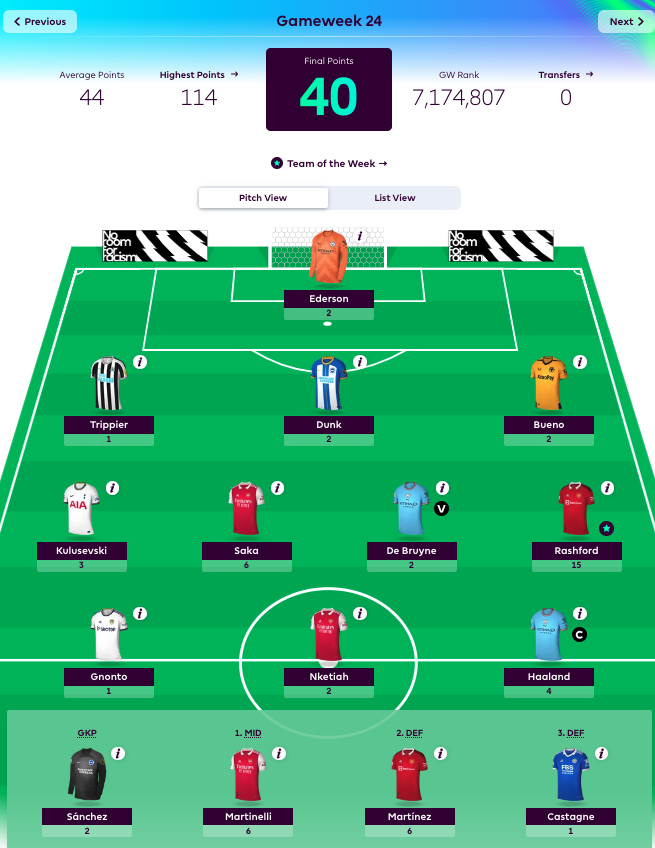 Previous
Gameweek 24
Next
Average Points
44
Highest Points →
114
Final Points
40
GW Rank
7,174,807
Transfers →
0
Team of the Week →
Pitch View
List View
No
room
for
racism
No
room
for
racism
Ederson
2
Trippier
1
Dunk
2
Bueno
2
AIA
Kulusevski
3
Saka
6
V
De Bruyne
2
Rashford
15
Gnonto
1
Nketiah
2
C
Haaland
4
GKP
1. MID
2. DEF
3. DEF
Sánchez
2
Martinelli
6
Martínez
6
FBS
Castagne
1